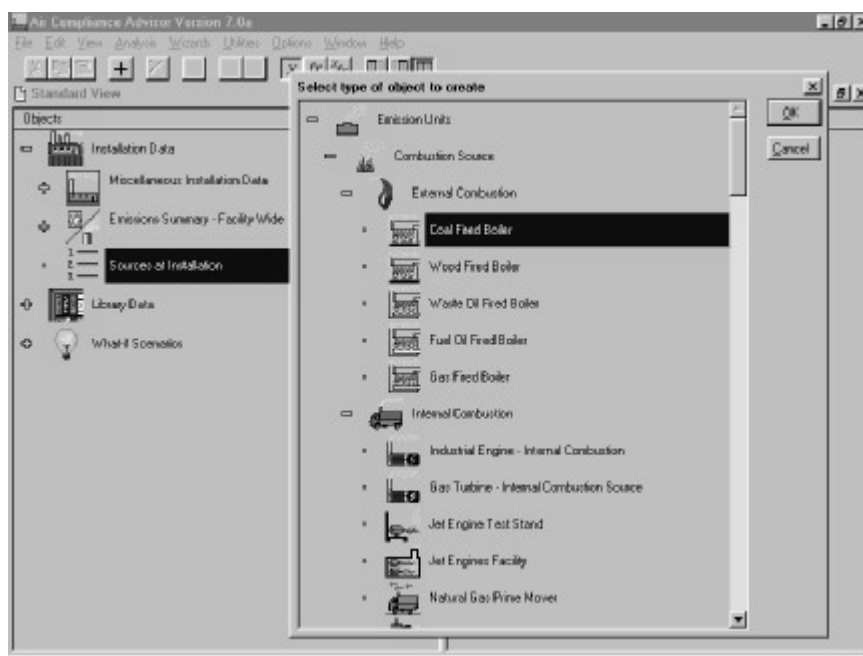 Air Compliance Advisor Version 7.0a
File Edit View Analysis Wizards Utilities Options Window Help
Standard View
Objects
Installation Data
Miscellaneous Installation Data
Emissions Summary - Facility Wide
Sources at Installation
Library Data
What-if Scenarios
Select type of object to create
Emission Units
Combustion Source
External Combustion
Coal Fired Boiler
Wood Fired Boiler
Waste Oil Fired Boiler
Fuel Oil Fired Boiler
Gas Fired Boiler
Internal Combustion
Industrial Engine - Internal Combustion
Gas Turbine - Internal Combustion Source
Jet Engine Test Stand
Jet Engines Facility
Natural Gas Prime Mover
OK
Cancel